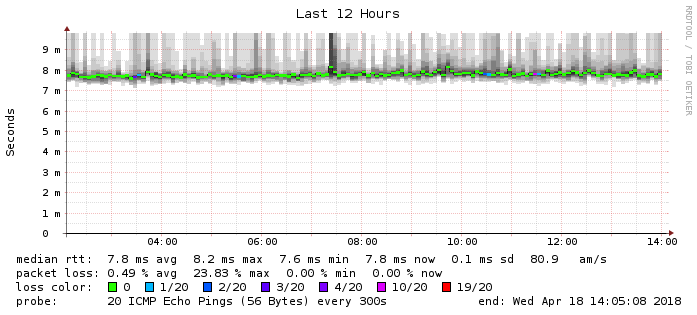 Last 12 Hours
RRDTOOL / TOBI OETIKER
Seconds
9 m
8 m
7 m
6 m
5 m
4 m
3 m
2 m
1 m
0
04:00 06:00 08:00 10:00 12:00 14:00
median rtt: 7.8 ms avg 8.2 ms max 7.6 ms min 7.8 ms now 0.1 ms sd 80.9 am/s
packet loss: 0.49 % avg 23.83 % max 0.00 % min 0.00 % now
loss color: 0 1/20 2/20 3/20 4/20 10/20 19/20
probe: 20 ICMP Echo Pings (56 Bytes) every 300s end: Wed Apr 18 14:05:08 2018